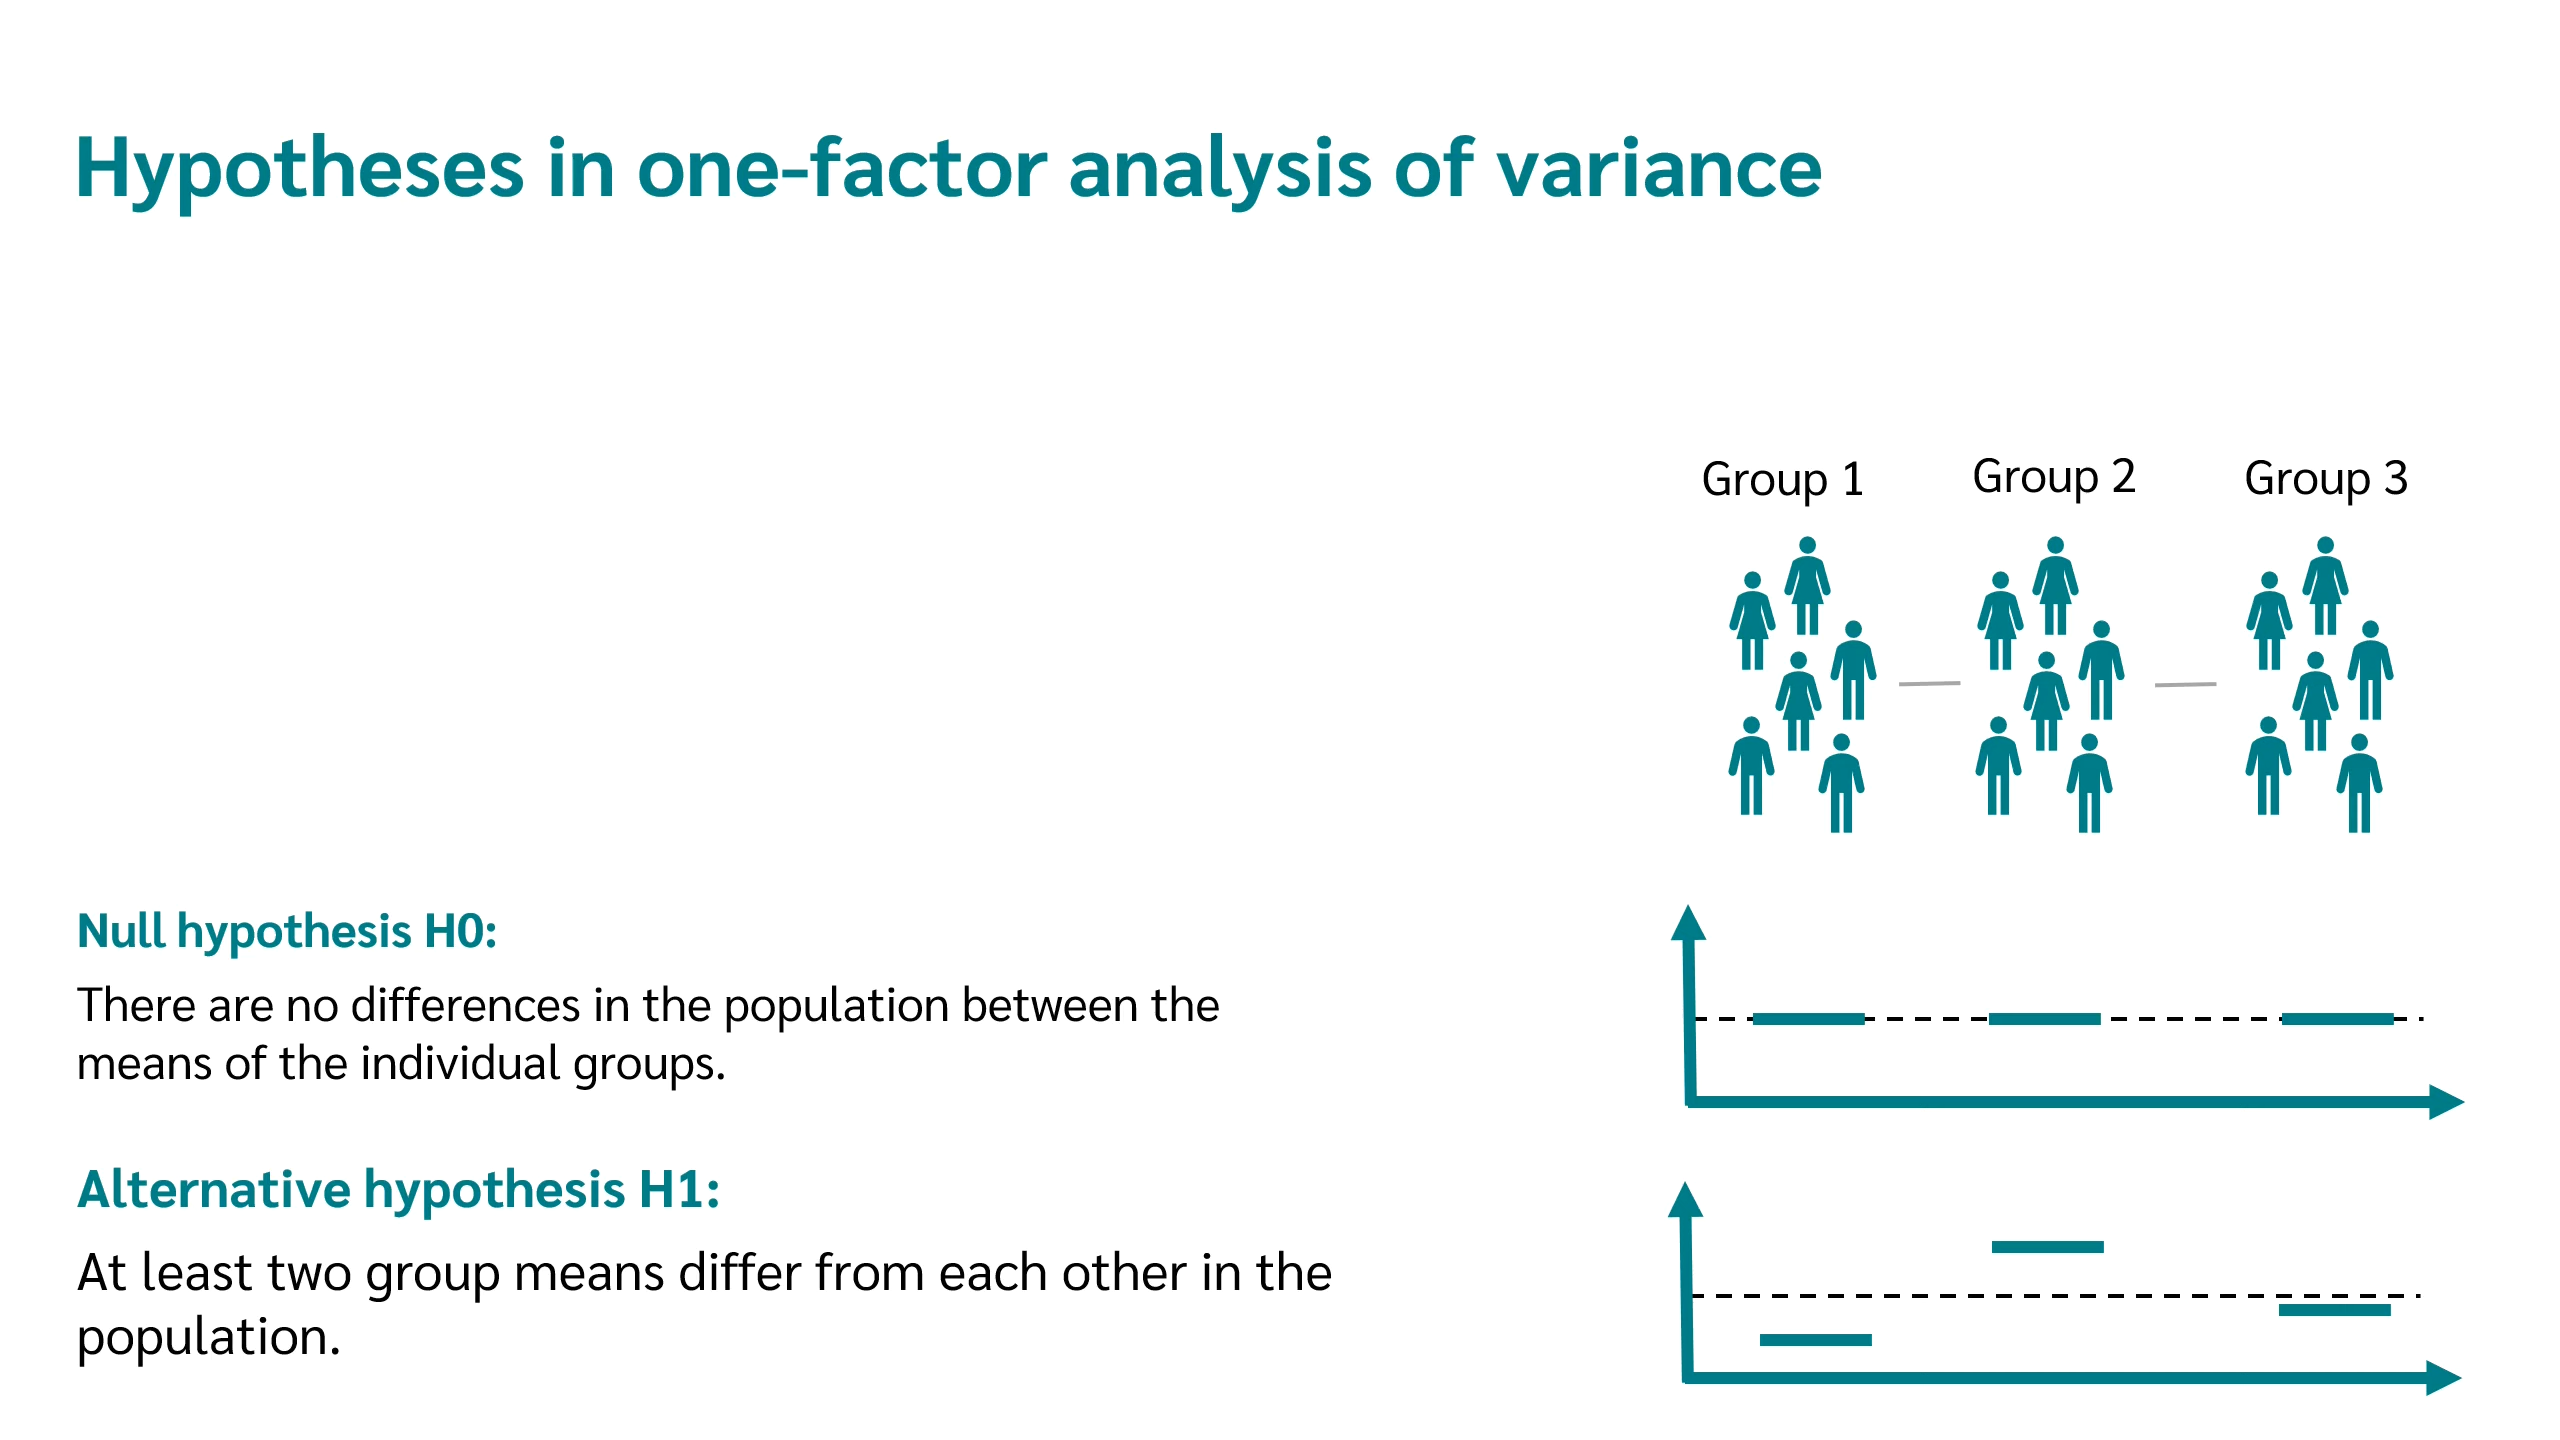 Hypotheses in one-factor analysis of variance
Group 1
Group 2
Group 3
Null hypothesis H0:
There are no differences in the population between the
means of the individual groups.
Alternative hypothesis H1:
At least two group means differ from each other in the
population.